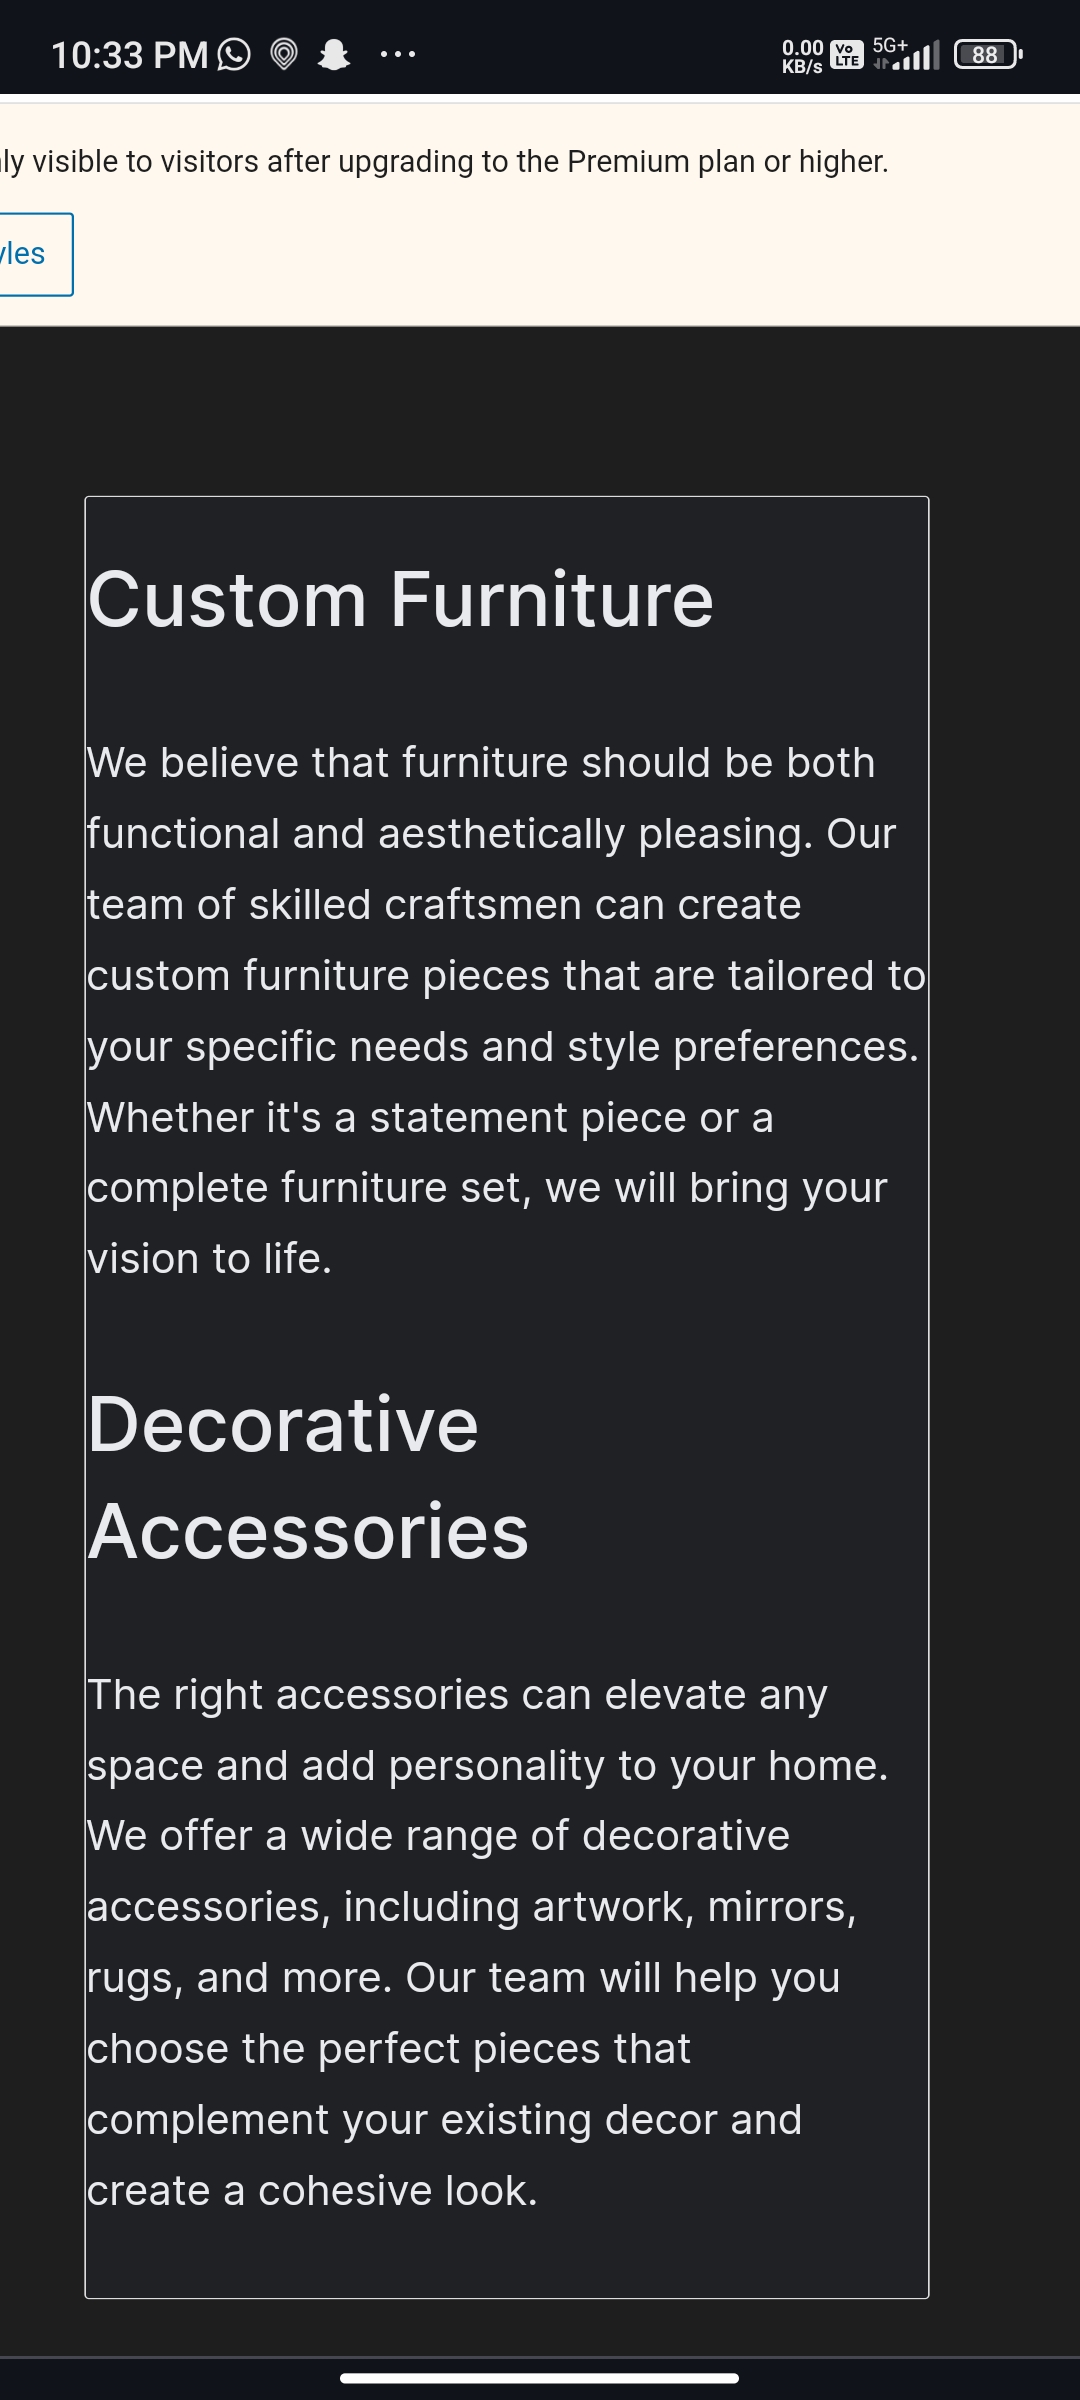 10:33 PM
0.00 KB/s
Vo LTE
5G+
88
visible to visitors after upgrading to the Premium plan or higher.
Custom Furniture
We believe that furniture should be both
functional and aesthetically pleasing. Our
team of skilled craftsmen can create
custom furniture pieces that are tailored to
your specific needs and style preferences.
Whether it's a statement piece or a
complete furniture set, we will bring your
vision to life.
Decorative
Accessories
The right accessories can elevate any
space and add personality to your home.
We offer a wide range of decorative
accessories, including artwork, mirrors,
rugs, and more. Our team will help you
choose the perfect pieces that
complement your existing decor and
create a cohesive look.